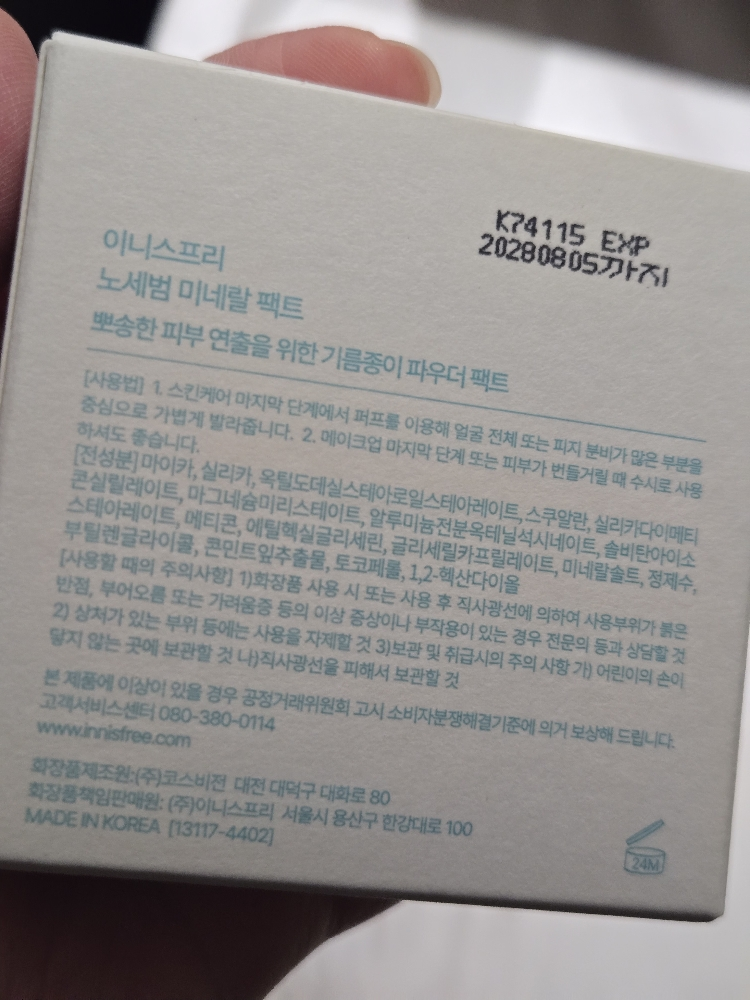 K74115 EXP
20280805까지
이니스프리
노세범 미네랄 팩트
뽀송한 피부 연출을 위한 기름종이 파우더 팩트
[사용법] 1. 스킨케어 마지막 단계에서 퍼프를 이용해 얼굴 전체 또는 피지 분비가 많은 부분을
중심으로 가볍게 발라줍니다. 2. 메이크업 마지막 단계 또는 피부가 번들거릴 때 수시로 사용
하셔도 좋습니다.
[전성분] 마이카, 실리카, 옥틸도데실스테아로일스테아레이트, 스쿠알란, 실리카다이메티
콘실릴레이트, 마그네슘미리스테이트, 알루미늄전분옥테닐석시네이트, 솔비탄아이소
스테아레이트, 메티콘, 에틸헥실글리세린, 글리세릴카프릴레이트, 미네랄솔트, 정제수,
부틸렌글라이콜, 콘민트잎추출물, 토코페롤, 1,2-헥산다이올
[사용할 때의 주의사항] 1)화장품 사용 시 또는 사용 후 직사광선에 의하여 사용부위가 붉은
반점, 부어오름 또는 가려움증 등의 이상 증상이나 부작용이 있는 경우 전문의 등과 상담할 것
2) 상처가 있는 부위 등에는 사용을 자제할 것 3)보관 및 취급시의 주의 사항 가) 어린이의 손이
닿지 않는 곳에 보관할 것 나)직사광선을 피해서 보관할 것
본 제품에 이상이 있을 경우 공정거래위원회 고시 소비자분쟁해결기준에 의거 보상해 드립니다.
고객서비스센터 080-380-0114
www.innisfree.com
화장품제조원:(주)코스비전 대전 대덕구 대화로 80
화장품책임판매원: (주)이니스프리 서울시 용산구 한강대로 100
MADE IN KOREA [13117-4402]
24M